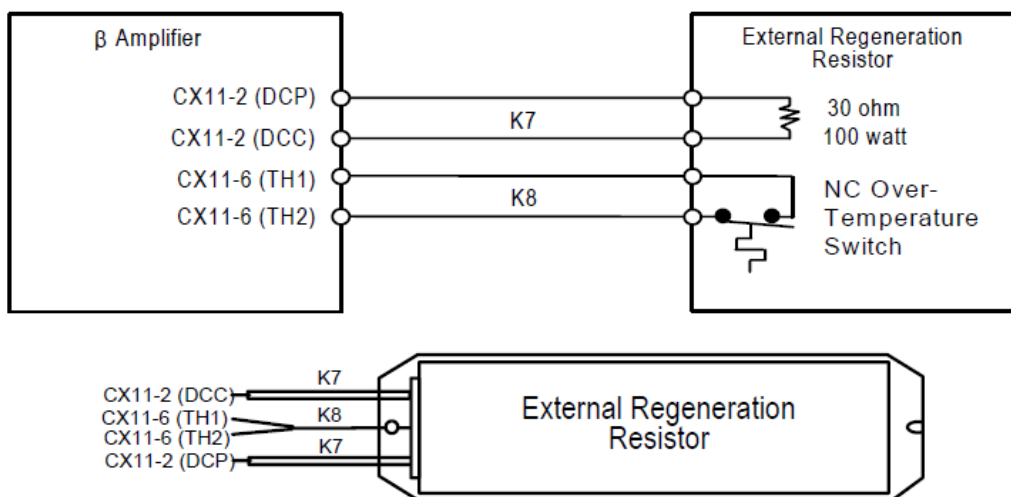 β Amplifier
External Regeneration
Resistor
CX11-2 (DCP)
30 ohm
K7
CX11-2 (DCC)
100 watt
CX11-6 (TH1)
NC Over-
K8
CX11-6 (TH2)
Temperature
Switch
K7
CX11-2 (DCC)
CX11-6 (TH1)
K8
CX11-6 (TH2)
K7
CX11-2 (DCP)
External Regeneration
Resistor